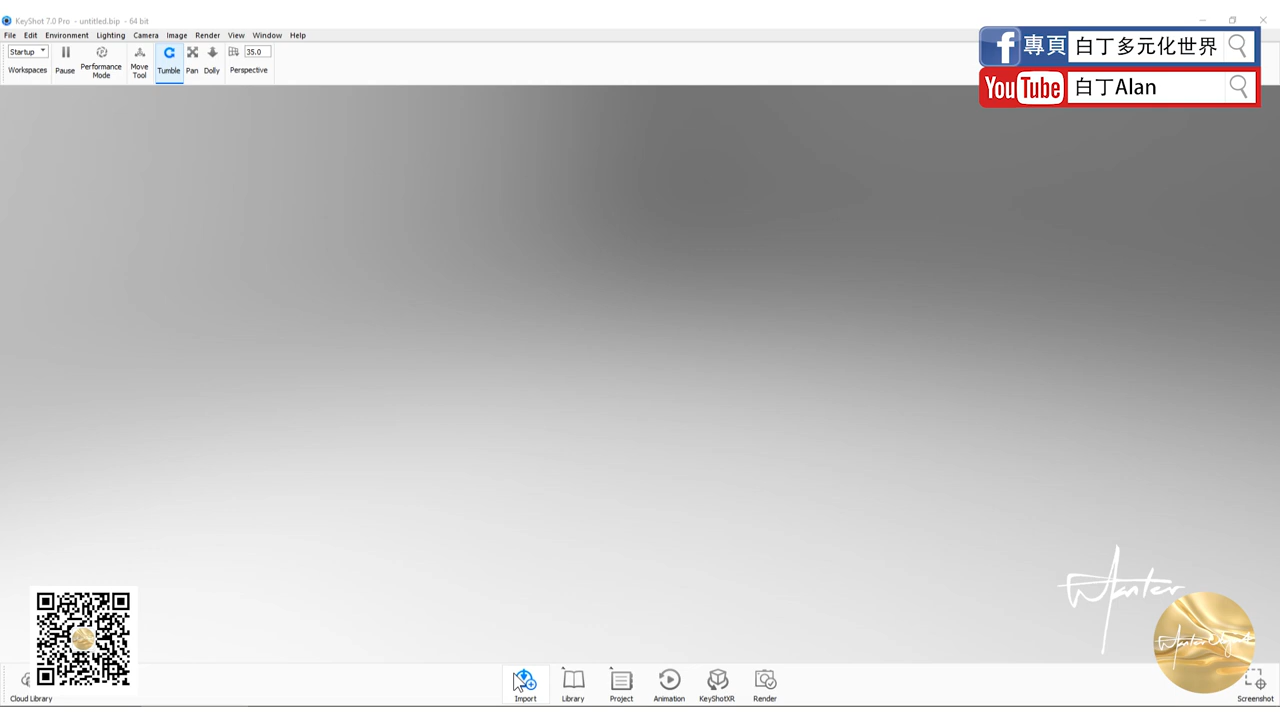 KeyShot 7.0 Pro - untitled.bip - 64 bit
File Edit Environment Lighting Camera Image Render View Window Help
Startup
35.0
Workspaces
Pause
Performance
Mode
Move
Tool
Tumble
Pan
Dolly
Perspective
f 專頁 白丁多元化世界
YouTube 白丁Alan
Wanter
Cloud Library
Import
Library
Project
Animation
KeyShotXR
Render
Screenshot